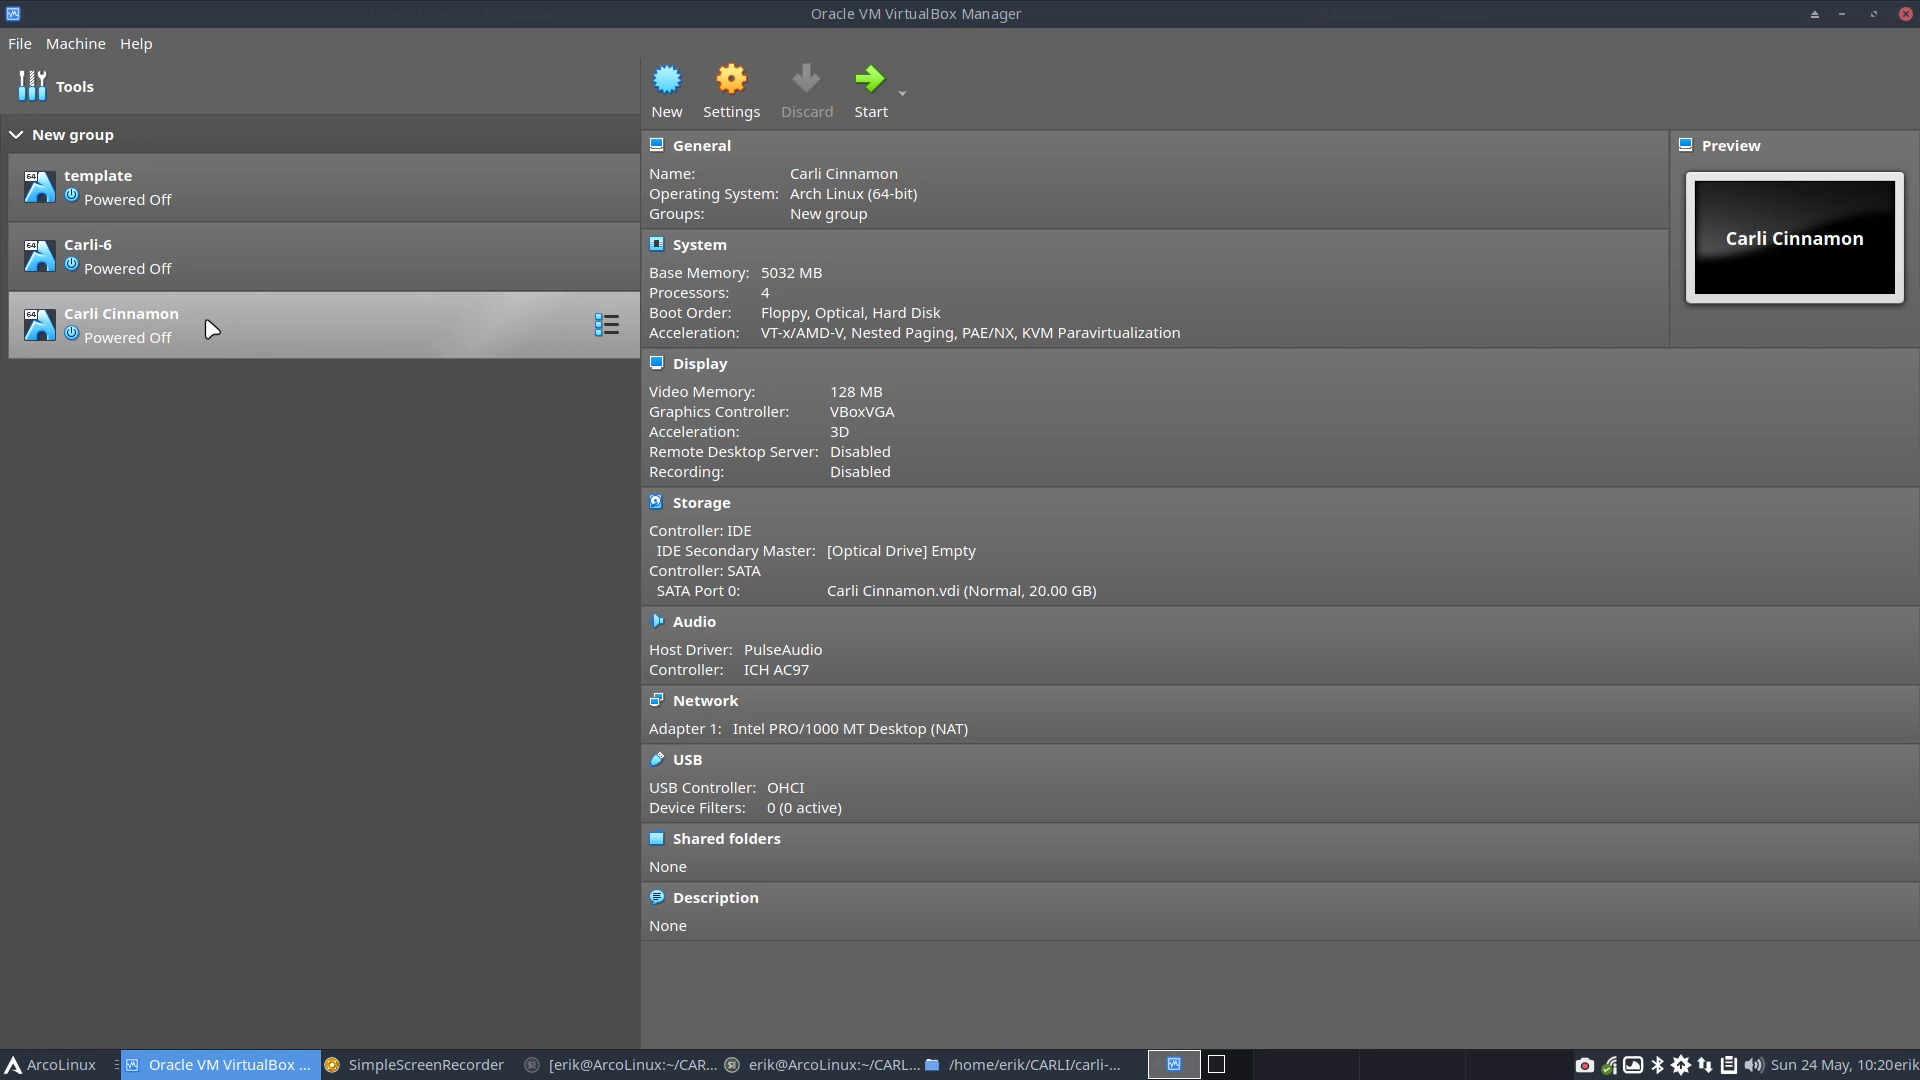 Oracle VM VirtualBox Manager
File Machine Help
Tools
New Settings Discard Start
New group
64
template
Powered Off
64
Carli-6
Powered Off
64
Carli Cinnamon
Powered Off
General
Name: Carli Cinnamon
Operating System: Arch Linux (64-bit)
Groups: New group
Preview
Carli Cinnamon
System
Base Memory: 5032 MB
Processors: 4
Boot Order: Floppy, Optical, Hard Disk
Acceleration: VT-x/AMD-V, Nested Paging, PAE/NX, KVM Paravirtualization
Display
Video Memory: 128 MB
Graphics Controller: VBoxVGA
Acceleration: 3D
Remote Desktop Server: Disabled
Recording: Disabled
Storage
Controller: IDE
IDE Secondary Master: [Optical Drive] Empty
Controller: SATA
SATA Port 0: Carli Cinnamon.vdi (Normal, 20.00 GB)
Audio
Host Driver: PulseAudio
Controller: ICH AC97
Network
Adapter 1: Intel PRO/1000 MT Desktop (NAT)
USB
USB Controller: OHCI
Device Filters: 0 (0 active)
Shared folders
None
Description
None
ArcoLinux Oracle VM VirtualBox ... SimpleScreenRecorder [erik@ArcoLinux:~/CAR... erik@ArcoLinux:~/CARL... /home/erik/CARLI/carli-... Sun 24 May, 10:20 erik